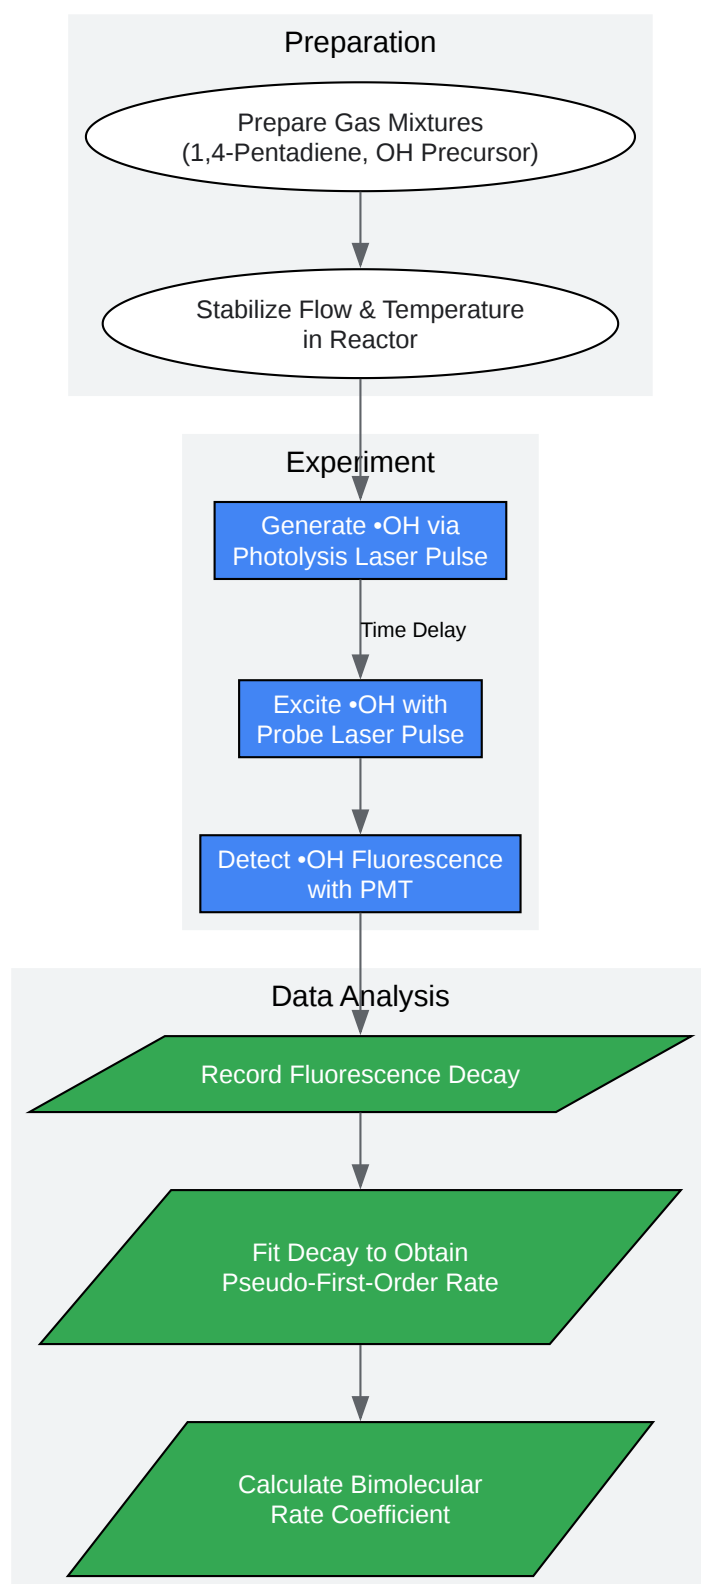 Preparation
Prepare Gas Mixtures
(1,4-Pentadiene, OH Precursor)
Stabilize Flow & Temperature
in Reactor
Experiment
Generate •OH via
Photolysis Laser Pulse
Time Delay
Excite •OH with
Probe Laser Pulse
Detect •OH Fluorescence
with PMT
Data Analysis
Record Fluorescence Decay
Fit Decay to Obtain
Pseudo-First-Order Rate
Calculate Bimolecular
Rate Coefficient